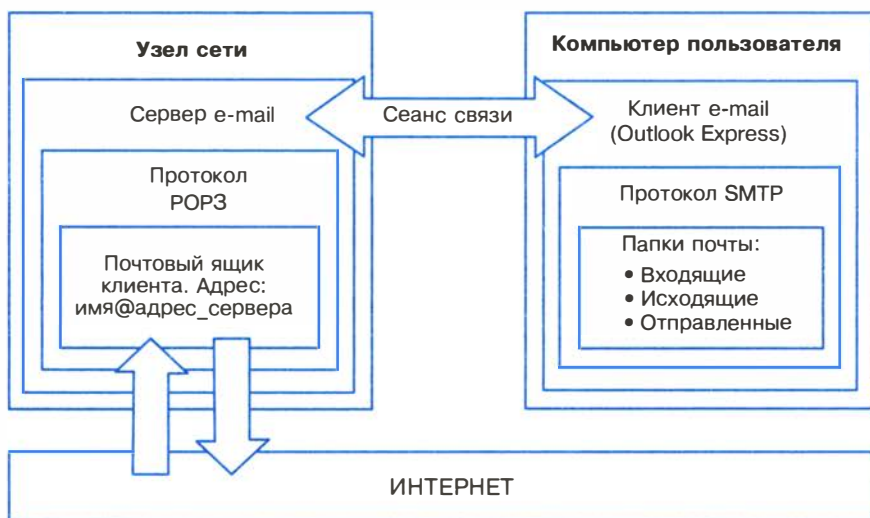 Узел сети
Сервер e-mail
Протокол
POP3
Почтовый ящик
клиента. Адрес:
имя@адрес_сервера
Сеанс связи
Компьютер пользователя
Клиент e-mail
(Outlook Express)
Протокол SMTP
Папки почты:
• Входящие
• Исходящие
• Отправленные
ИНТЕРНЕТ